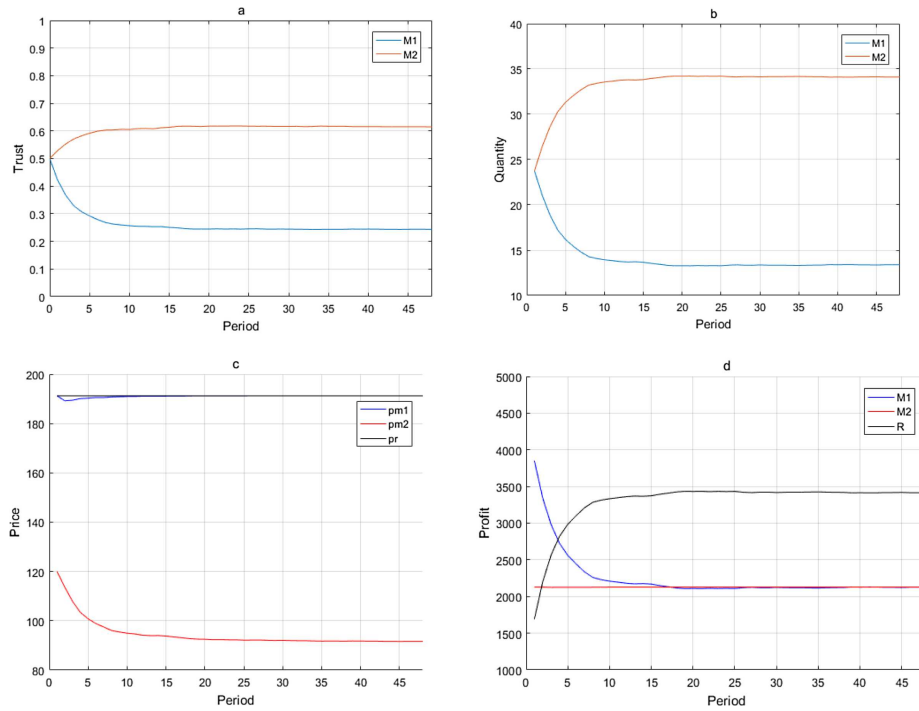 a
1
0.9
0.8
0.7
0.6
0.5
0.4
0.3
0.2
0.1
0
Trust
0 5 10 15 20 25 30 35 40 45
Period
M1
M2
b
40
35
30
25
20
15
10
Quantity
0 5 10 15 20 25 30 35 40 45
Period
M1
M2
c
200
180
160
140
120
100
80
Price
0 5 10 15 20 25 30 35 40 45
Period
pm1
pm2
pr
d
5000
4500
4000
3500
3000
2500
2000
1500
1000
Profit
0 5 10 15 20 25 30 35 40 45
Period
M1
M2
R